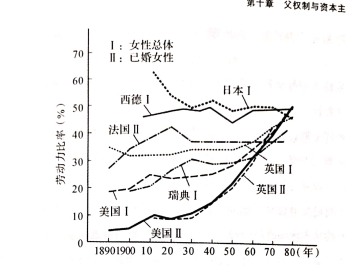 第十章 父权制与资本主
劳动力比率（%）
70
60
50
40
30
20
10
0
Ⅰ：女性总体
Ⅱ：已婚女性
日本Ⅰ
西德Ⅰ
法国Ⅱ
英国Ⅰ
瑞典Ⅰ
英国Ⅱ
美国Ⅰ
美国Ⅱ
1890 1900 10 20 30 40 50 60 70 80（年）